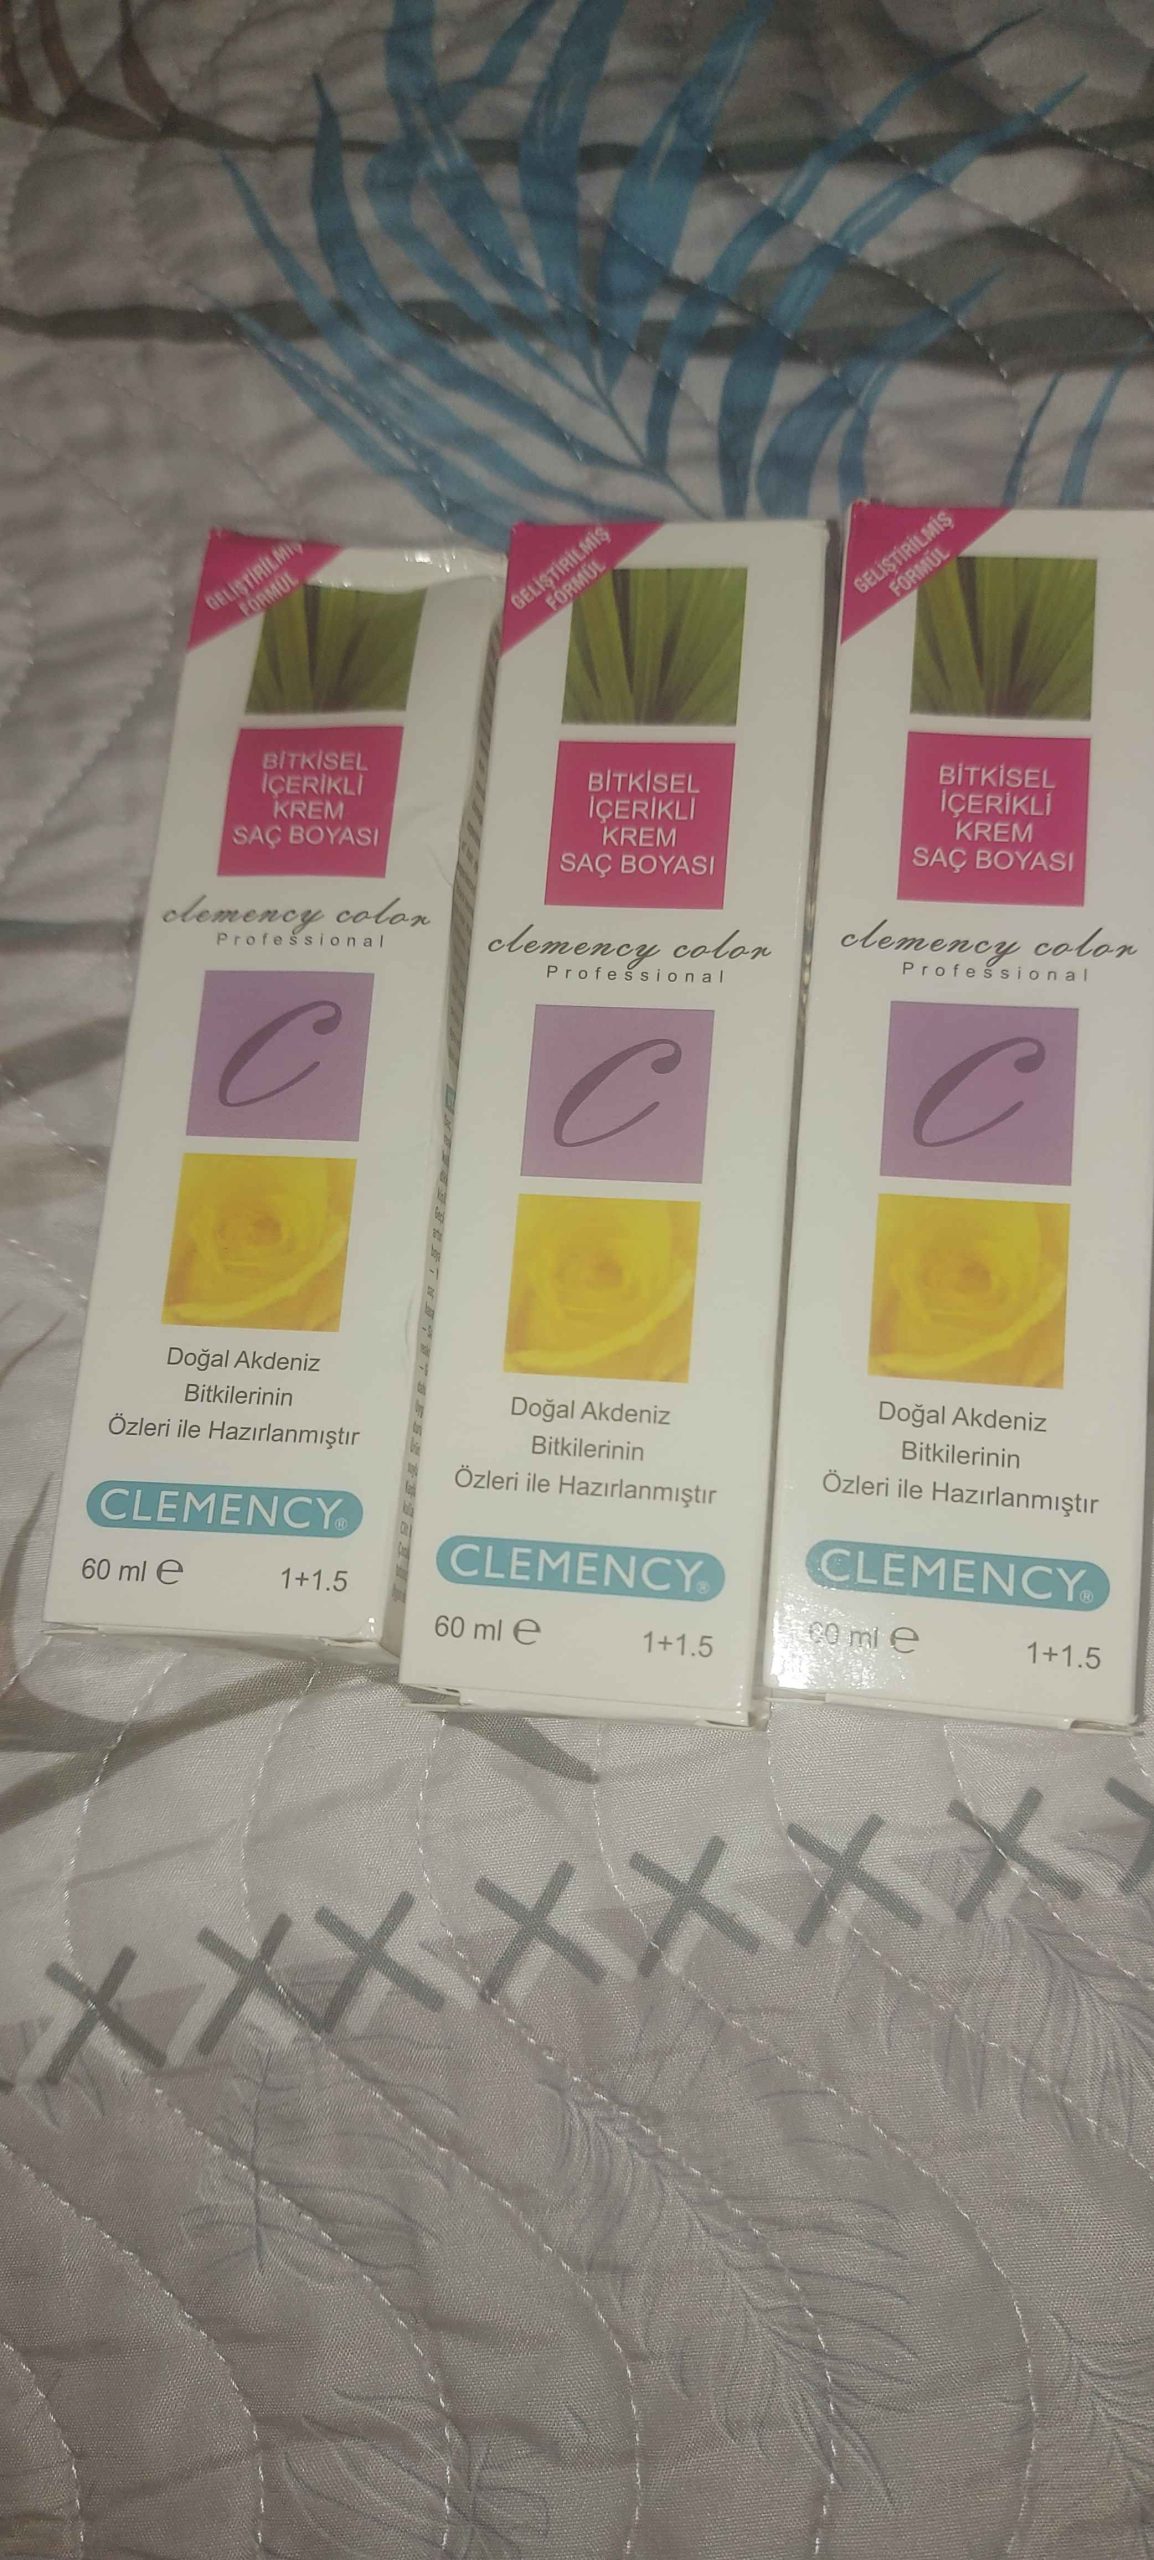 GELİŞTİRİLMİŞ
FORMÜL
BİTKİSEL
İÇERİKLİ
KREM
SAÇ BOYASI
clemency color
Professional
C
Doğal Akdeniz
Bitkilerinin
Özleri ile Hazırlanmıştır
CLEMENCY®
60 ml e 1+1.5
GELİŞTİRİLMİŞ
FORMÜL
BİTKİSEL
İÇERİKLİ
KREM
SAÇ BOYASI
clemency color
Professional
C
Doğal Akdeniz
Bitkilerinin
Özleri ile Hazırlanmıştır
CLEMENCY®
60 ml e 1+1.5
GELİŞTİRİLMİŞ
FORMÜL
BİTKİSEL
İÇERİKLİ
KREM
SAÇ BOYASI
clemency color
Professional
C
Doğal Akdeniz
Bitkilerinin
Özleri ile Hazırlanmıştır
CLEMENCY®
60 ml e 1+1.5